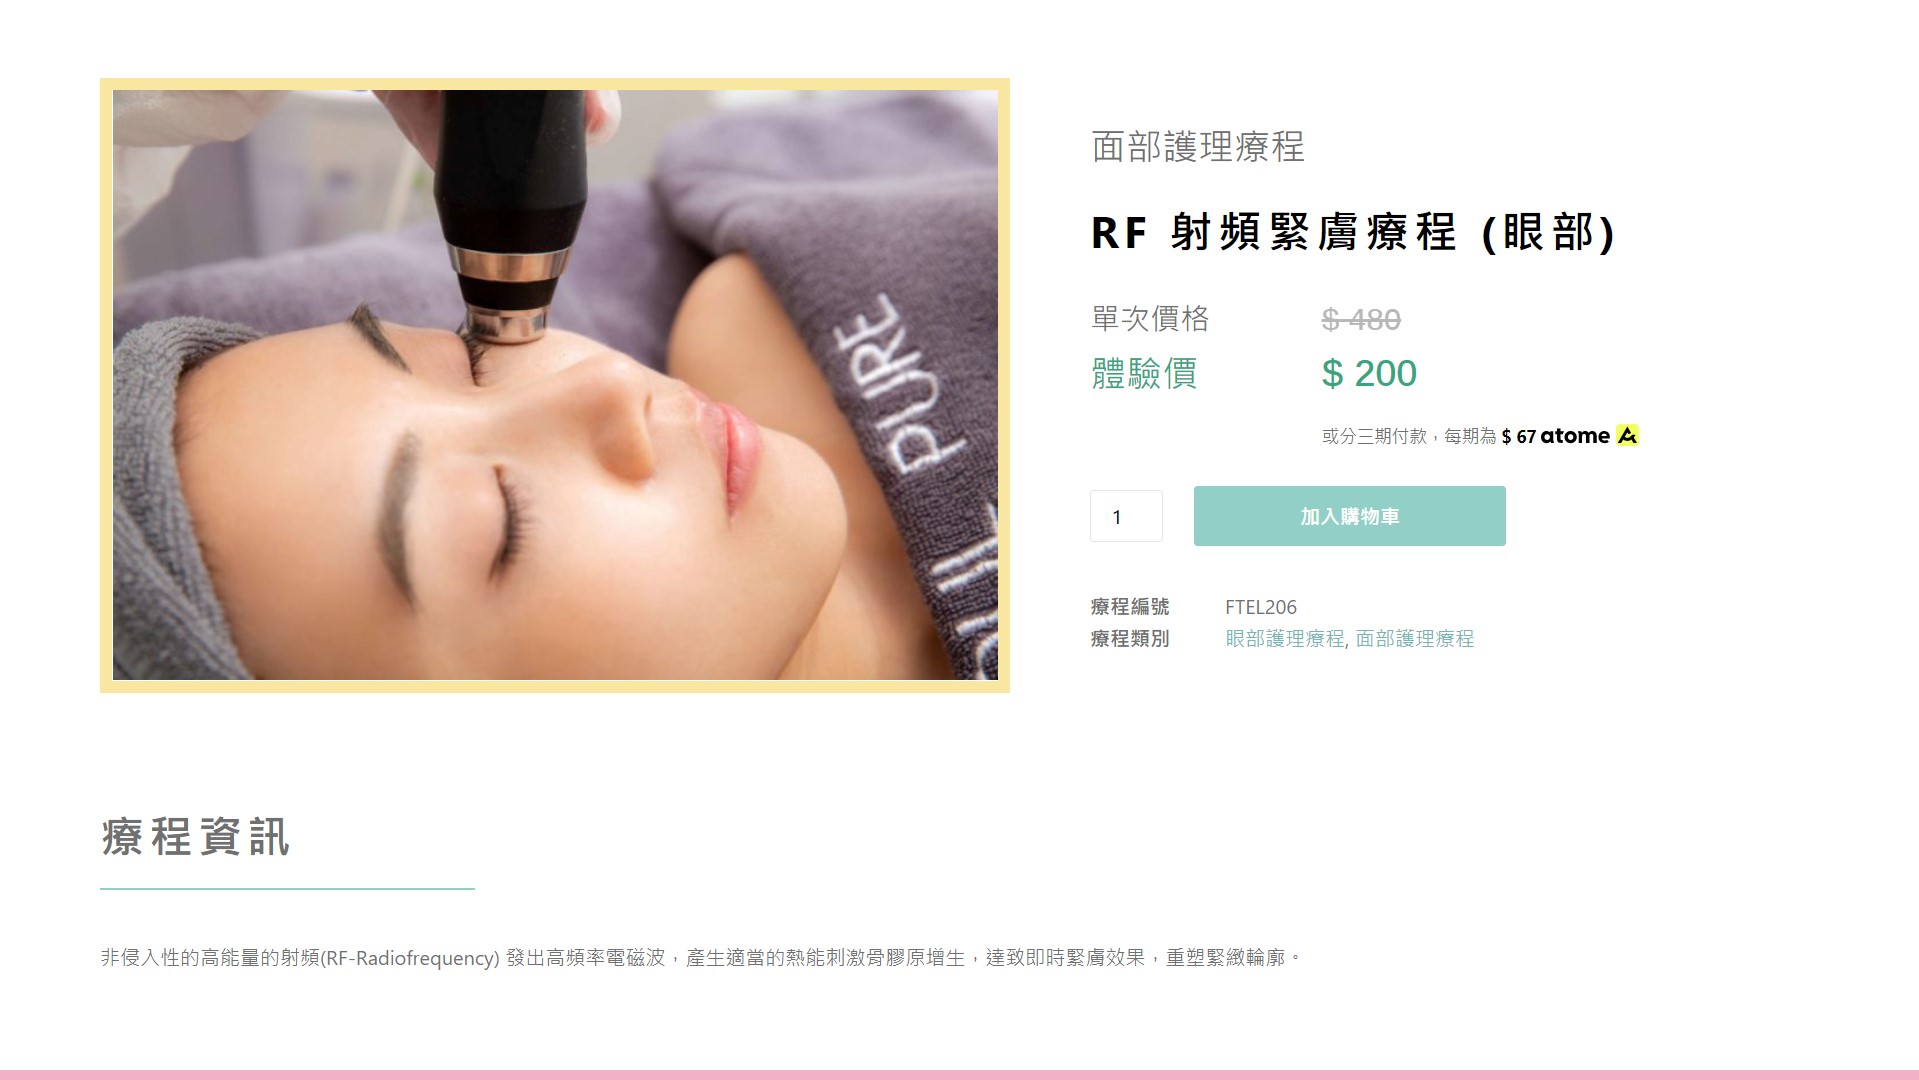 PURE
面部護理療程
RF 射頻緊膚療程 (眼部)
單次價格 $ 480
體驗價 $ 200
或分三期付款，每期為 $ 67 atome
1
加入購物車
療程編號 FTEL206
療程類別 眼部護理療程, 面部護理療程
療程資訊
非侵入性的高能量的射頻(RF-Radiofrequency) 發出高頻率電磁波，產生適當的熱能刺激骨膠原增生，達致即時緊膚效果，重塑緊緻輪廓。